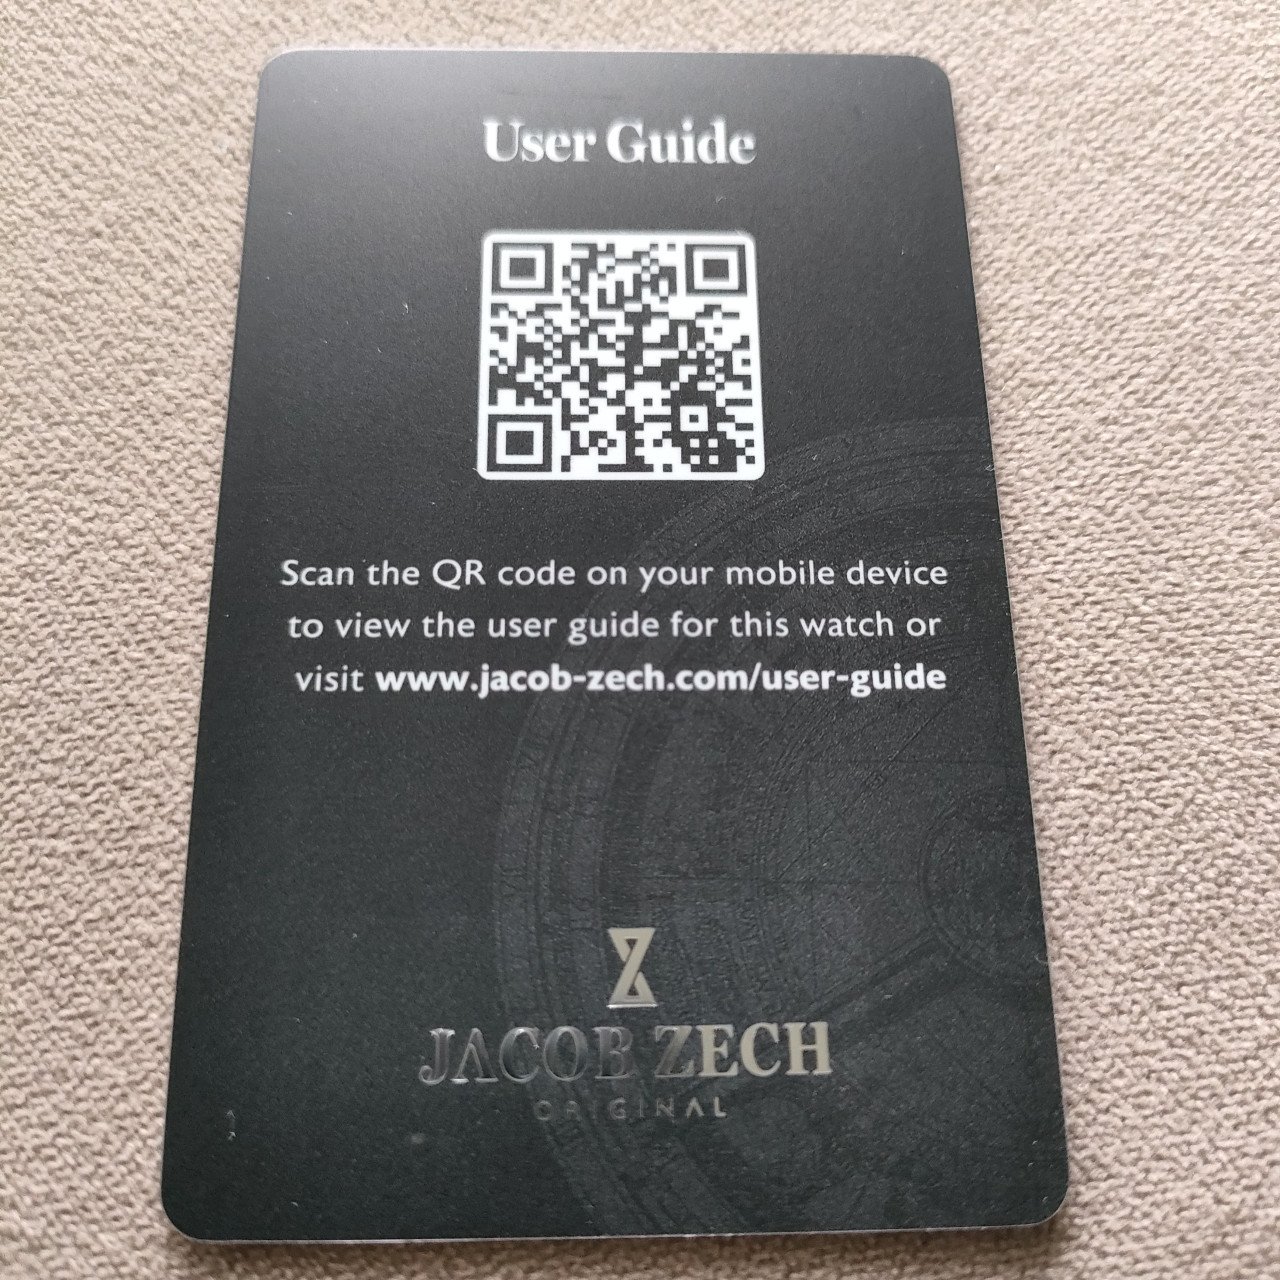 User Guide
Scan the QR code on your mobile device
to view the user guide for this watch or
visit www.jacob-zech.com/user-guide
JACOB ZECH
ORIGINAL